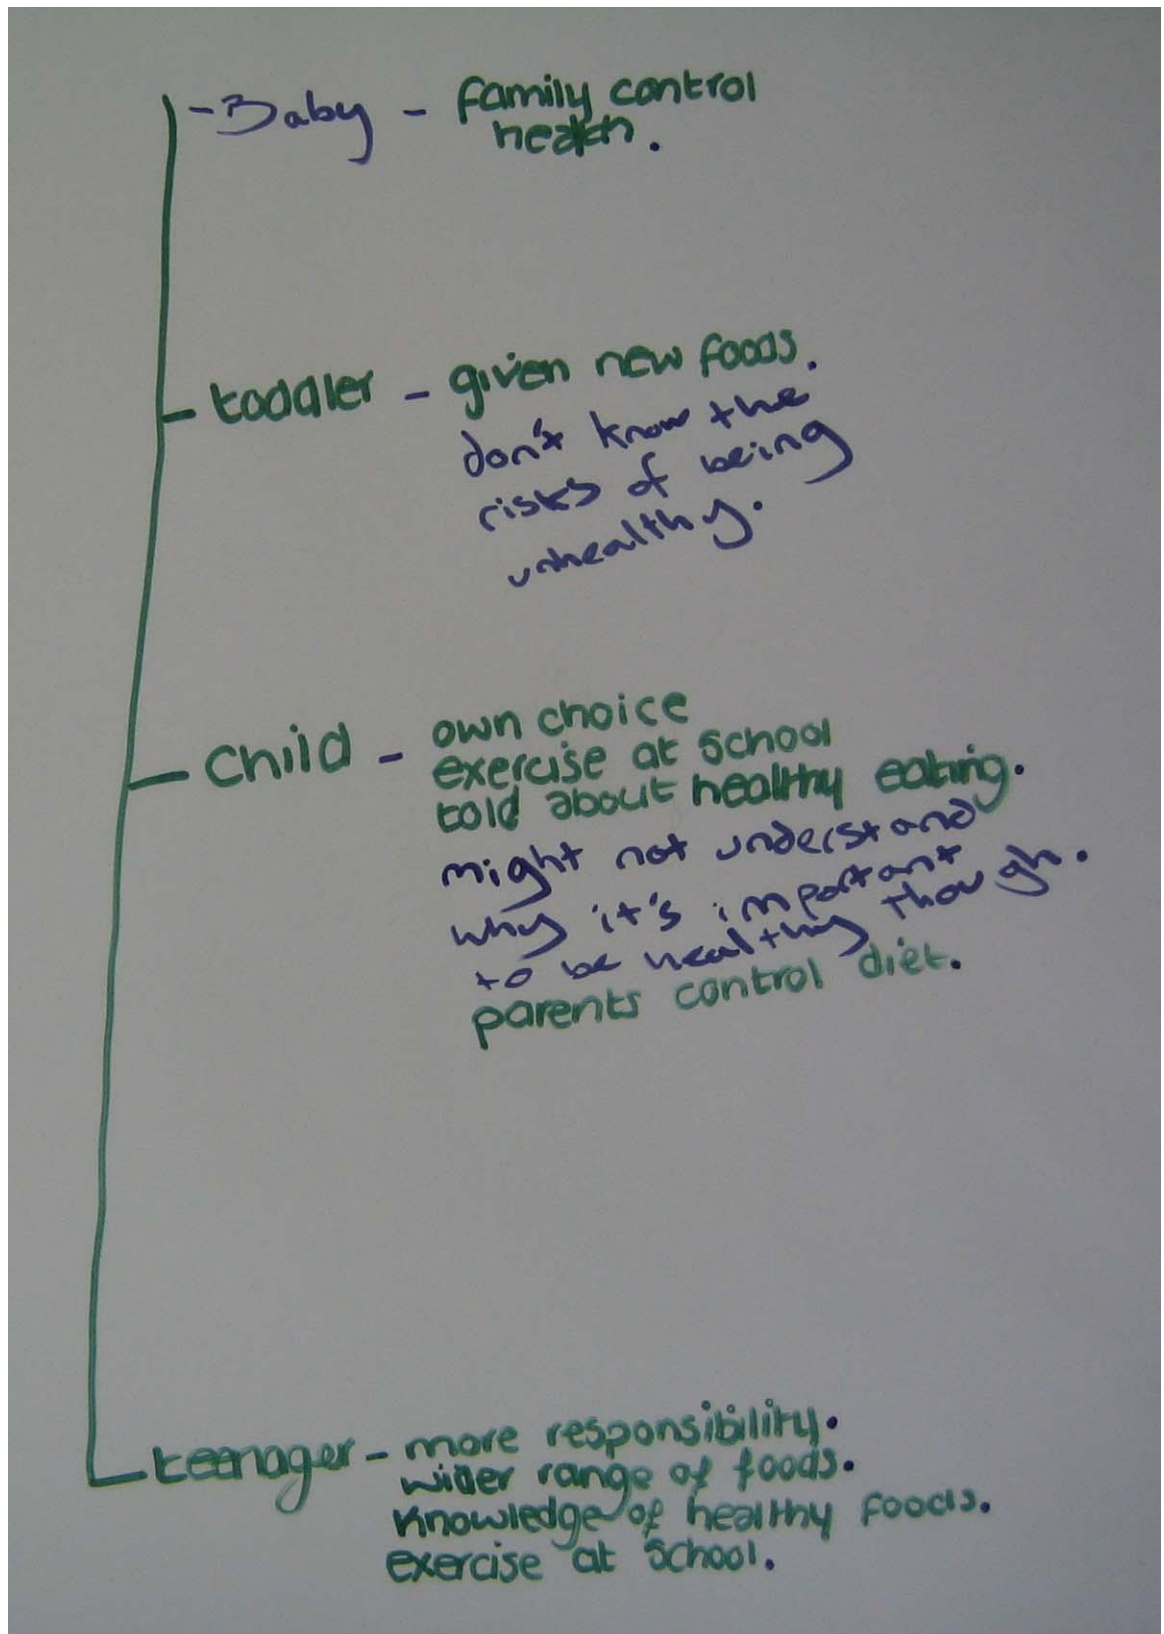 - Baby - family control
health.
toddler - given new foods.
don't know the
risks of being
unhealthy.
Child - own choice
exercise at school
told about healthy eating.
might not understand
why it's important
to be healthy though.
parents control diet.
teenager - more responsibility.
wider range of foods.
knowledge of healthy foods.
exercise at school.